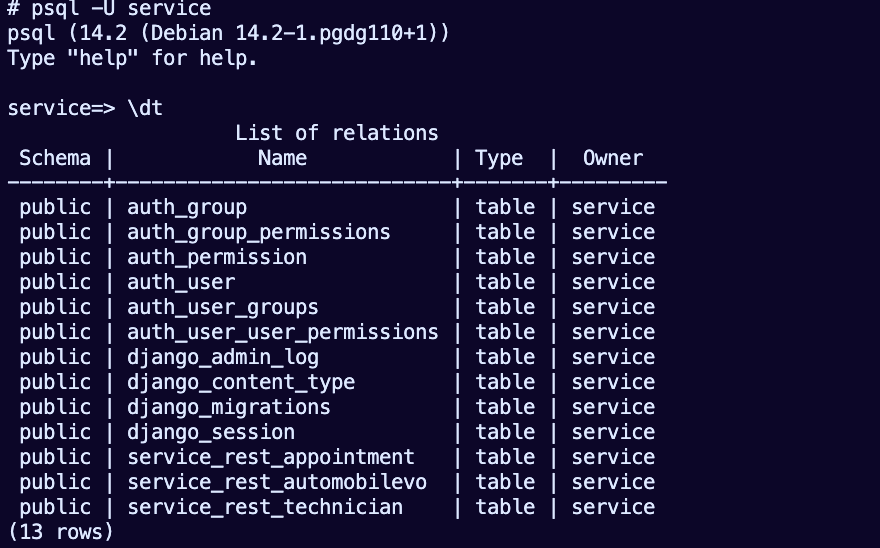 # psql -U service
psql (14.2 (Debian 14.2-1.pgdg110+1))
Type "help" for help.

service=> \dt
                   List of relations
 Schema |            Name            | Type  |  Owner
--------+----------------------------+-------+---------
 public | auth_group                 | table | service
 public | auth_group_permissions     | table | service
 public | auth_permission            | table | service
 public | auth_user                  | table | service
 public | auth_user_groups           | table | service
 public | auth_user_user_permissions | table | service
 public | django_admin_log           | table | service
 public | django_content_type        | table | service
 public | django_migrations          | table | service
 public | django_session             | table | service
 public | service_rest_appointment   | table | service
 public | service_rest_automobilevo  | table | service
 public | service_rest_technician    | table | service
(13 rows)